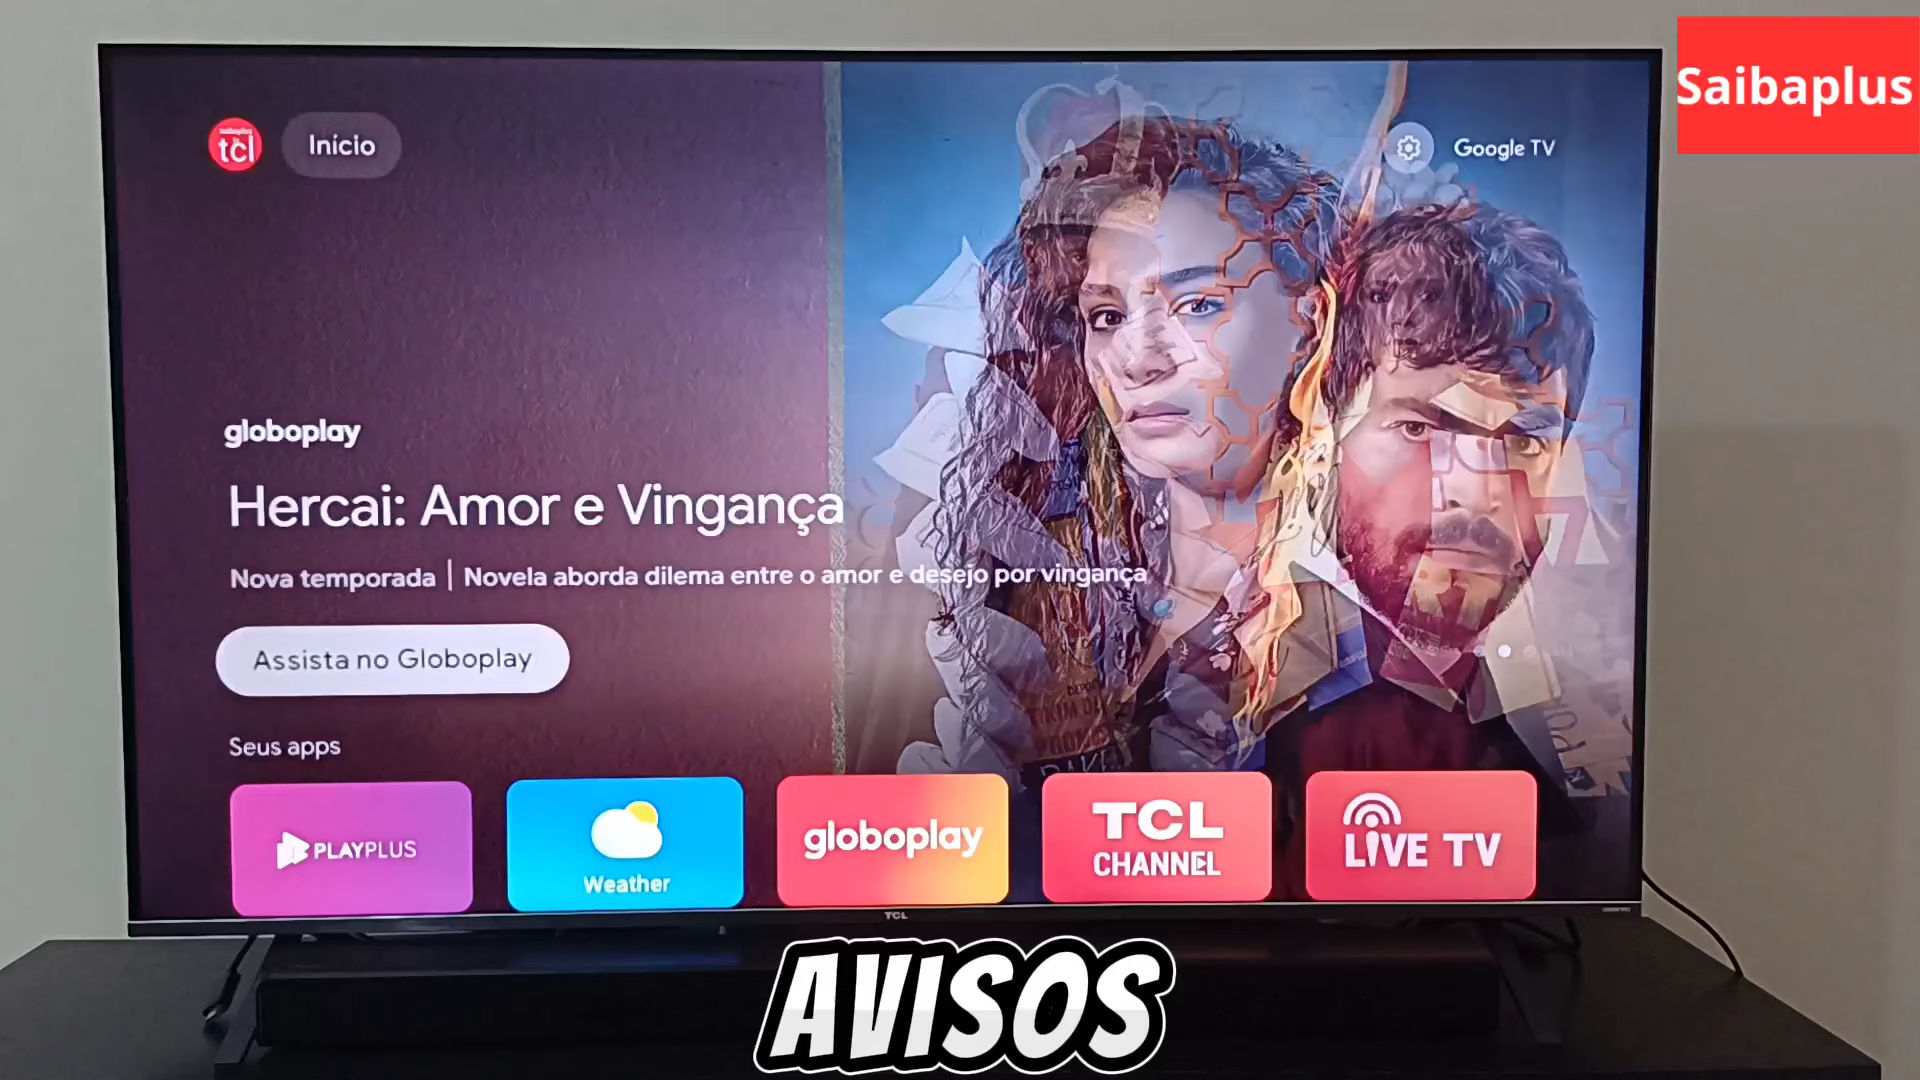 Saibaplus
tcl
Início
Google TV
globoplay
Hercai: Amor e Vingança
Nova temporada | Novela aborda dilema entre o amor e desejo por vingança
Assista no Globoplay
Seus apps
PLAYPLUS
Weather
globoplay
TCL
CHANNEL
LIVE TV
TCL
AVISOS